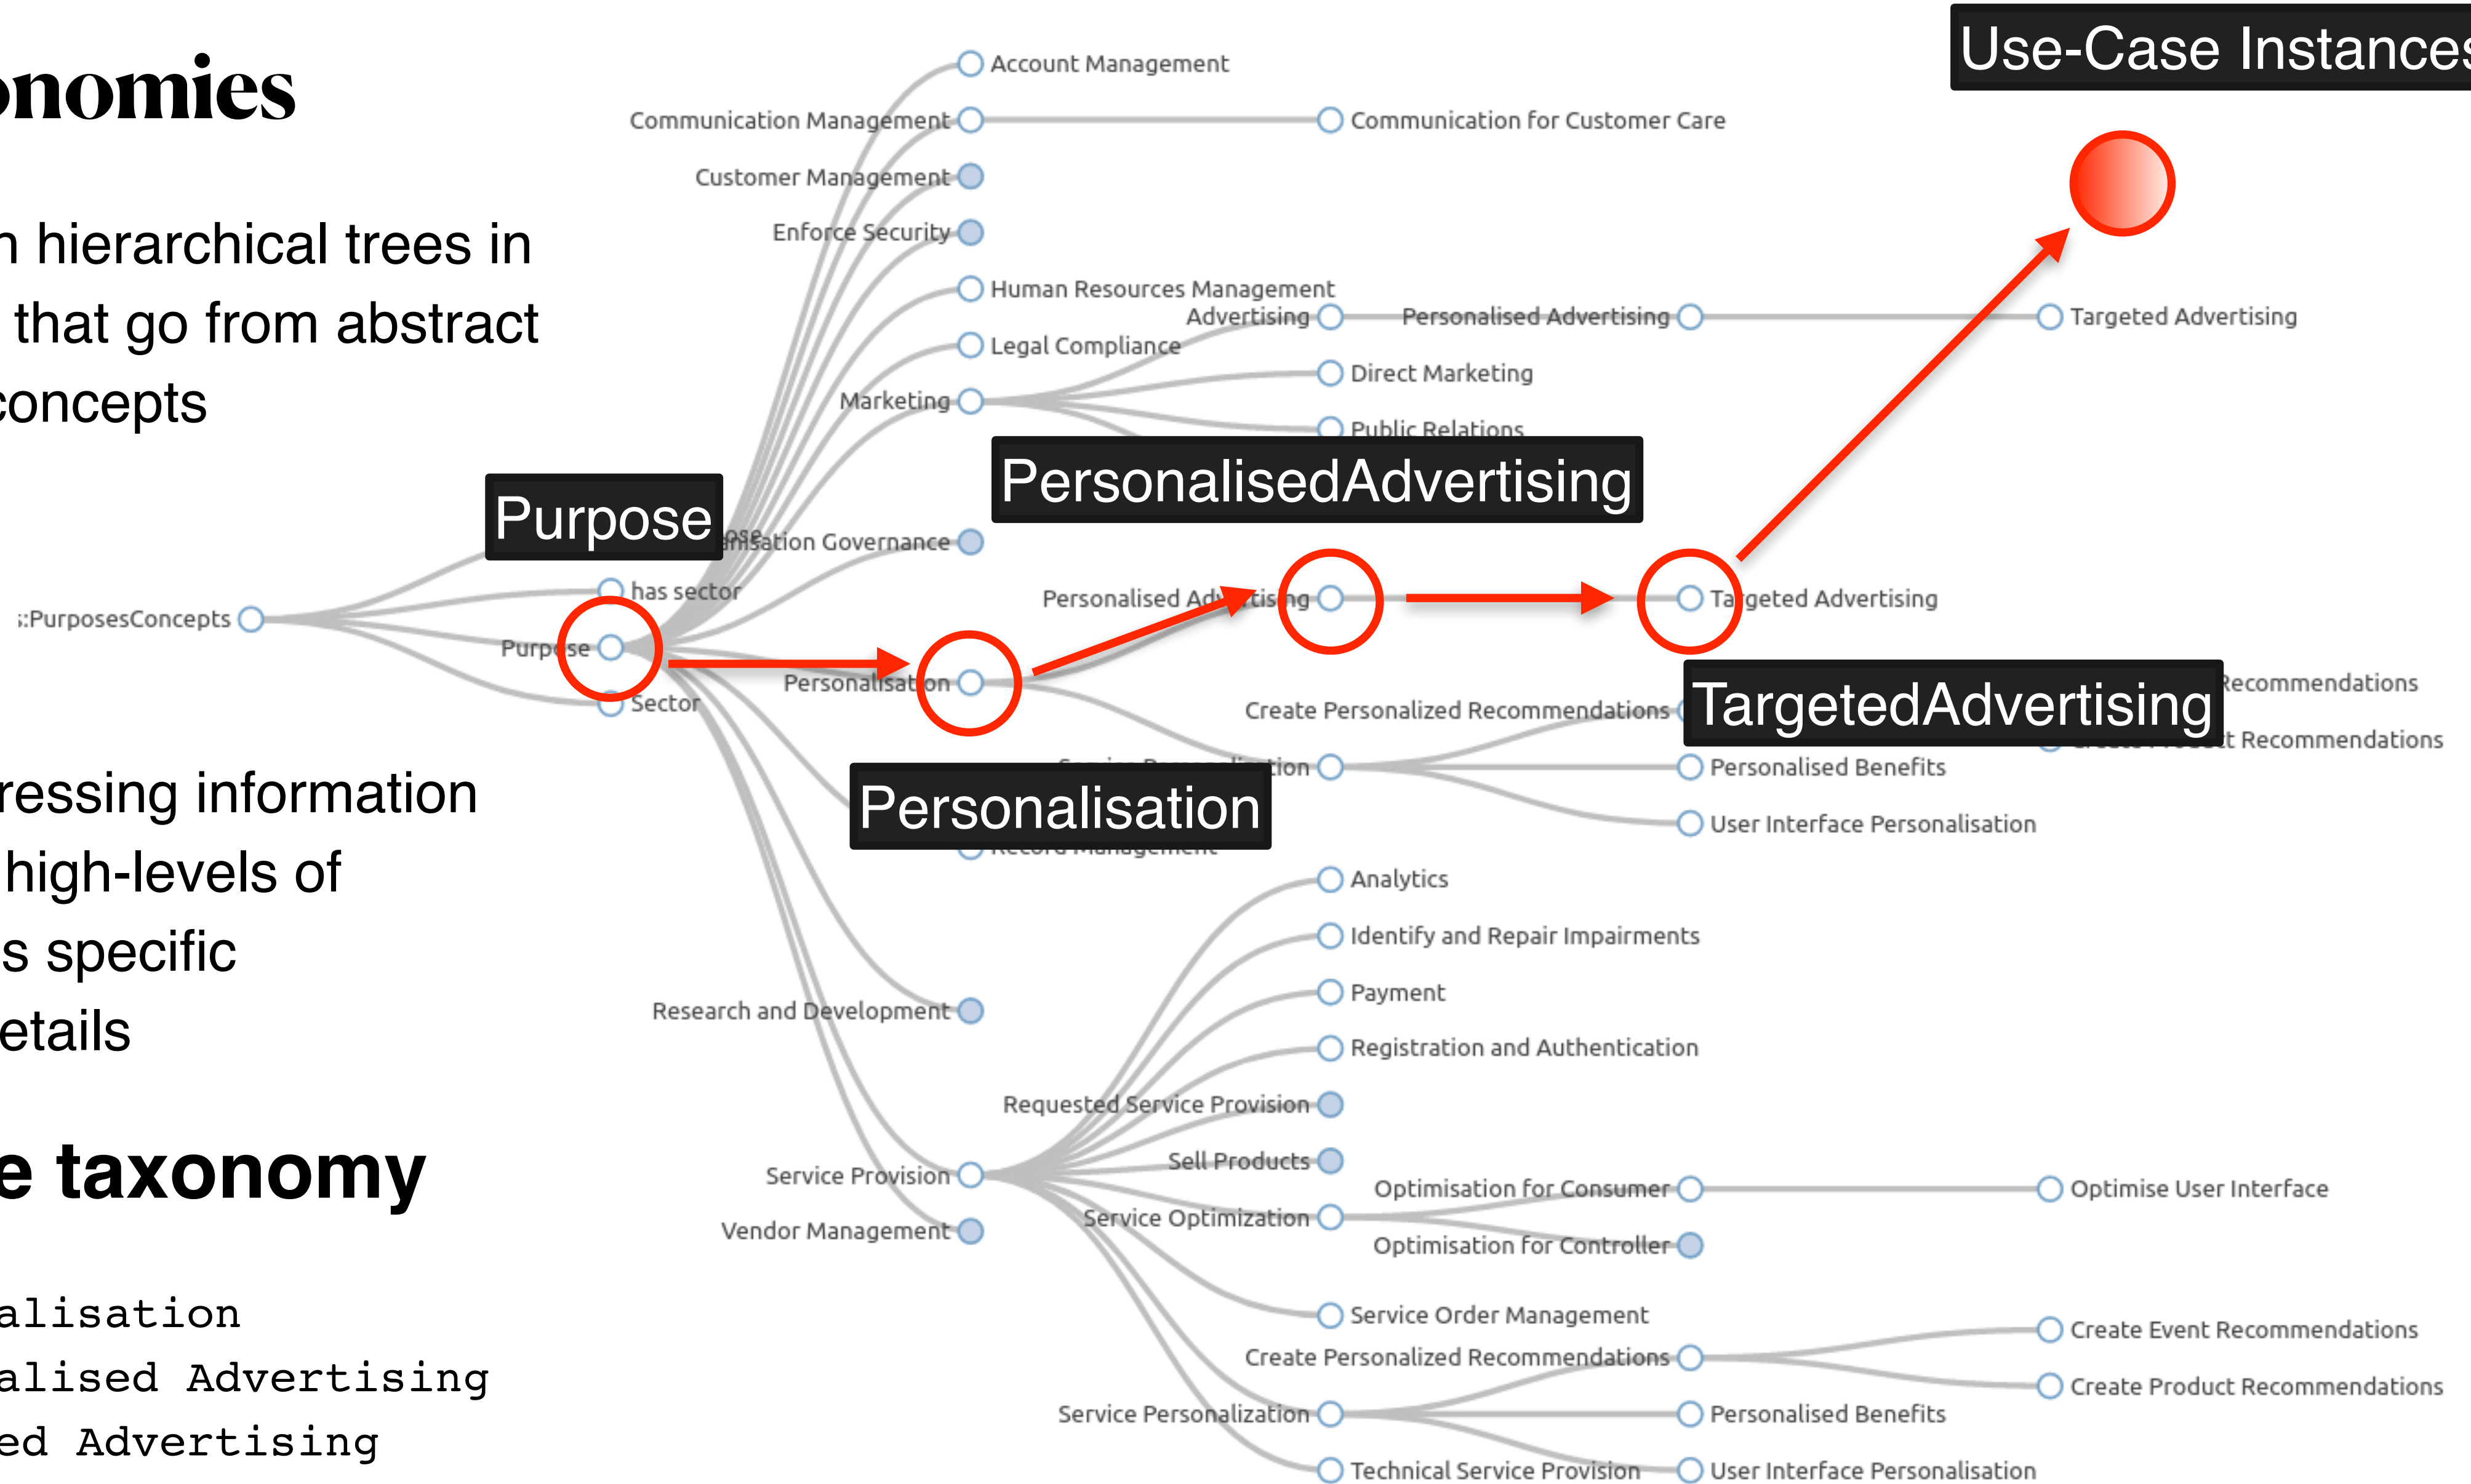 onomies
n hierarchical trees in
that go from abstract
concepts
ressing information
high-levels of
s specific
etails
e taxonomy
alisation
alised Advertising
ed Advertising
Use-Case Instances
Account Management
Communication Management
Communication for Customer Care
Customer Management
Enforce Security
Human Resources Management
Advertising
Personalised Advertising
Targeted Advertising
Legal Compliance
Direct Marketing
Marketing
Public Relations
PersonalisedAdvertising
Purpose
ose
anisation Governance
has sector
Personalised Advertising
Targeted Advertising
s:PurposesConcepts
Purpose
Personalisation
Sector
TargetedAdvertising
Recommendations
Create Personalized Recommendations
Recommendations
Personalised Benefits
Personalisation
User Interface Personalisation
Record Management
Analytics
Identify and Repair Impairments
Payment
Research and Development
Registration and Authentication
Requested Service Provision
Sell Products
Service Provision
Optimisation for Consumer
Optimise User Interface
Service Optimization
Vendor Management
Optimisation for Controller
Service Order Management
Create Event Recommendations
Create Personalized Recommendations
Create Product Recommendations
Service Personalization
Personalised Benefits
Technical Service Provision
User Interface Personalisation